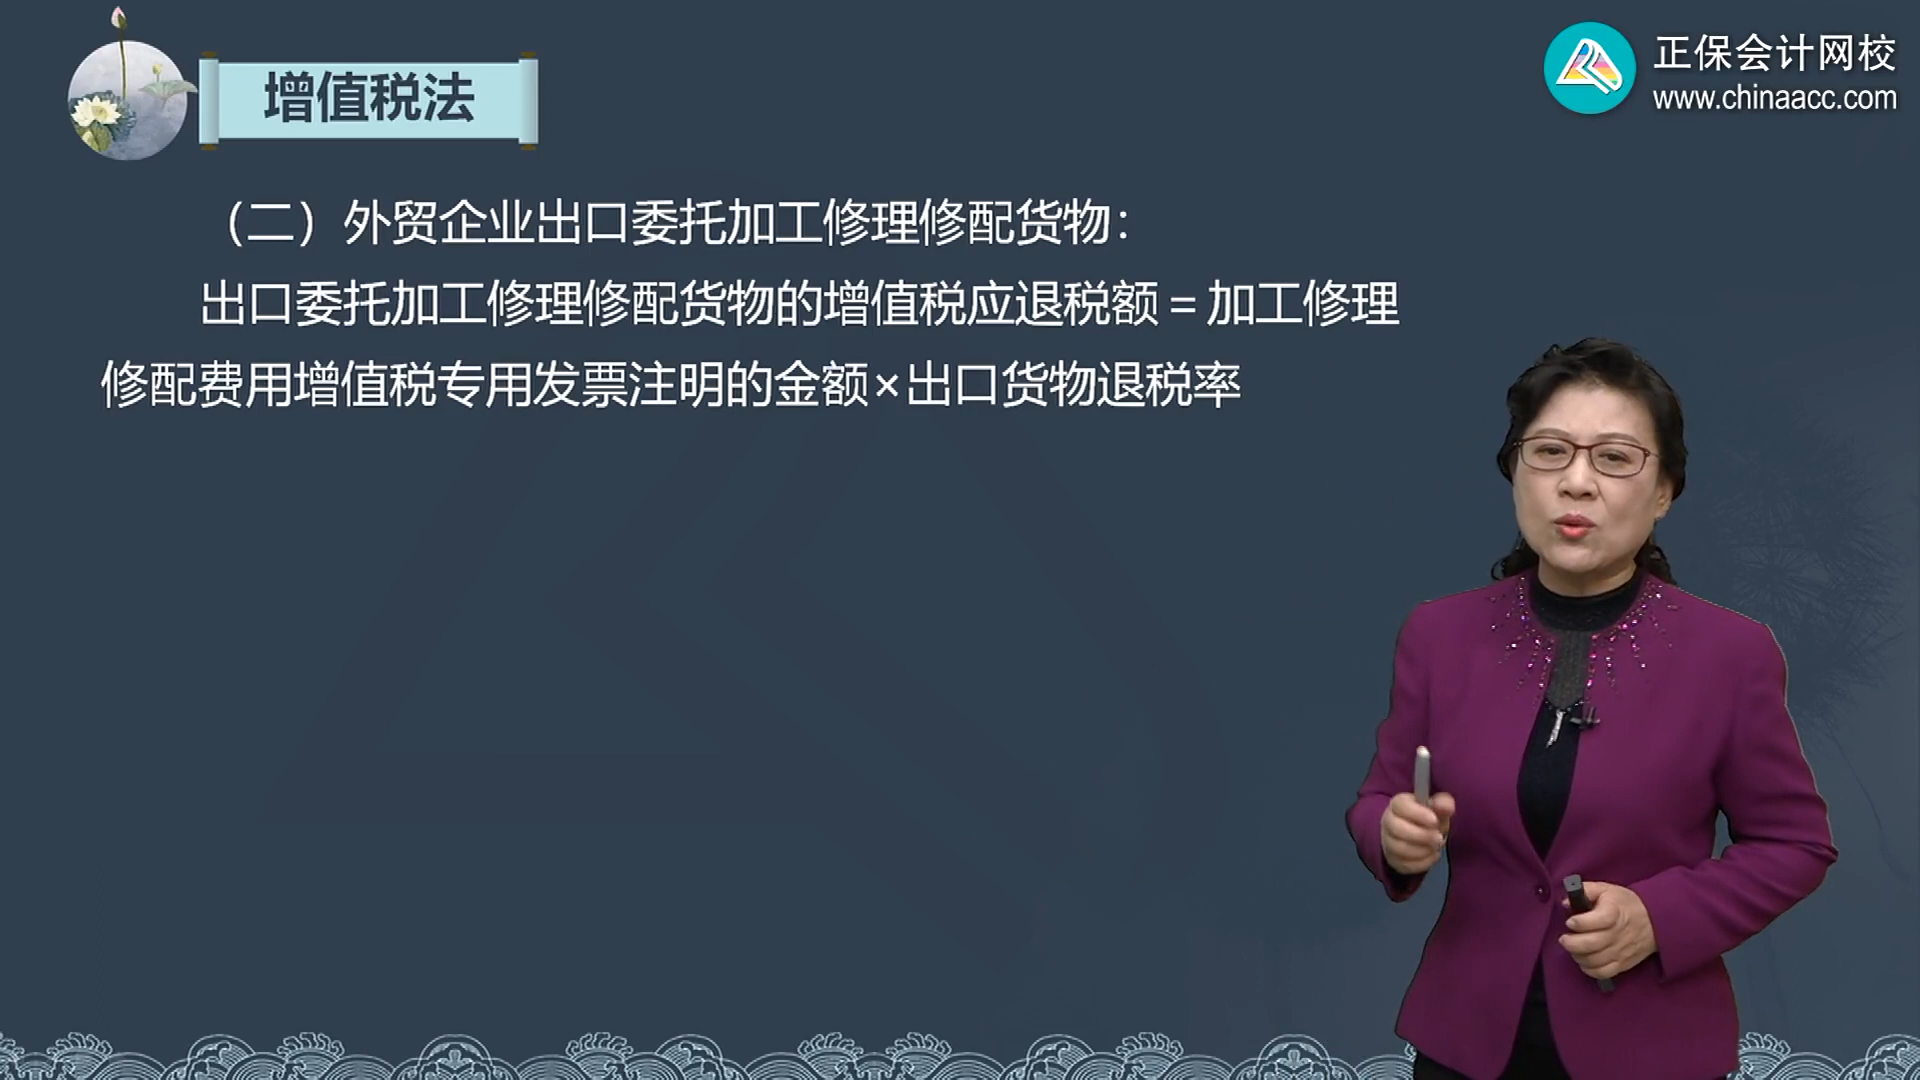 正保会计网校
www.chinaacc.com
增值税法
（二）外贸企业出口委托加工修理修配货物：
出口委托加工修理修配货物的增值税应退税额＝加工修理
修配费用增值税专用发票注明的金额×出口货物退税率